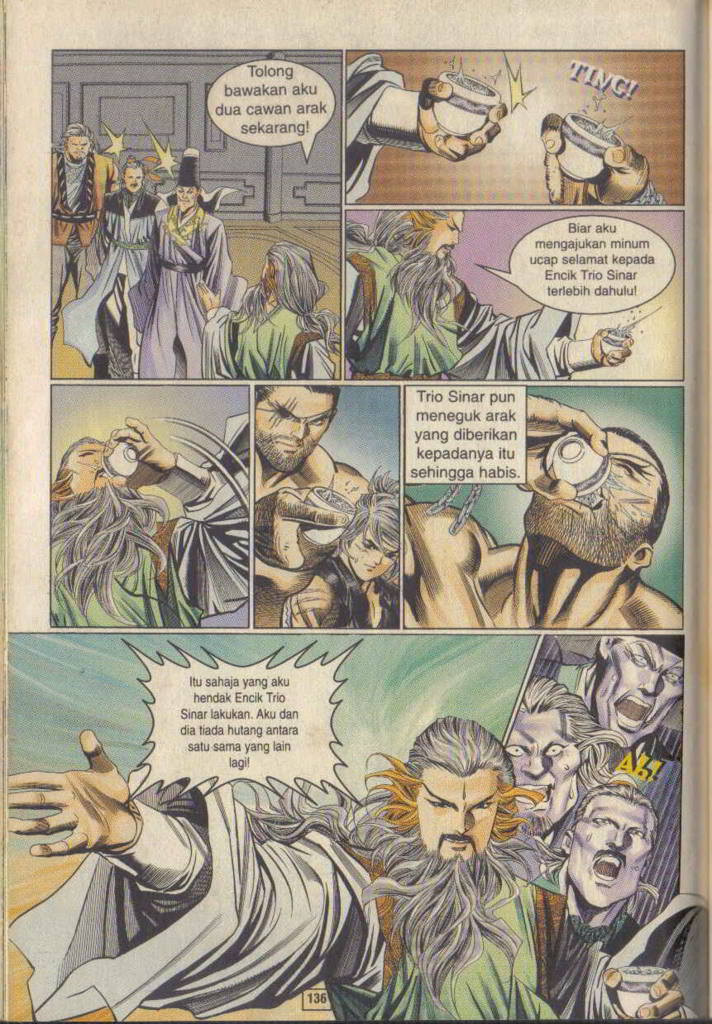 Tolong
bawakan aku
dua cawan arak
sekarang!
TING!
Biar aku
mengajukan minum
ucap selamat kepada
Encik Trio Sinar
terlebih dahulu!
Trio Sinar pun
meneguk arak
yang diberikan
kepadanya itu
sehingga habis.
Itu sahaja yang aku
hendak Encik Trio
Sinar lakukan. Aku dan
dia tiada hutang antara
satu sama yang lain
lagi!
Ah!
136